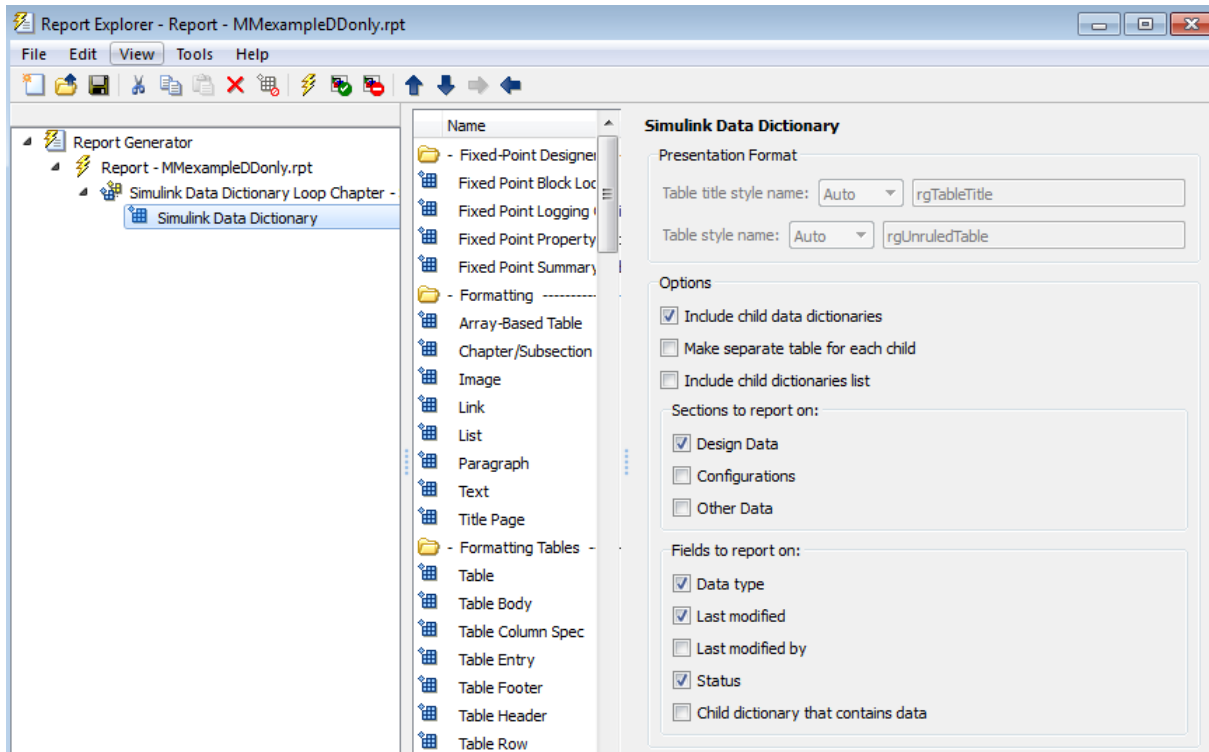 Report Explorer - Report - MMexampleDDonly.rpt
File Edit View Tools Help
Report Generator
Report - MMexampleDDonly.rpt
Simulink Data Dictionary Loop Chapter -
Simulink Data Dictionary
Name
- Fixed-Point Designer
Fixed Point Block Loo
Fixed Point Logging
Fixed Point Property
Fixed Point Summary
- Formatting ----------
Array-Based Table
Chapter/Subsection
Image
Link
List
Paragraph
Text
Title Page
- Formatting Tables -
Table
Table Body
Table Column Spec
Table Entry
Table Footer
Table Header
Table Row
Simulink Data Dictionary
Presentation Format
Table title style name: Auto rgTableTitle
Table style name: Auto rgUnruledTable
Options
Include child data dictionaries
Make separate table for each child
Include child dictionaries list
Sections to report on:
Design Data
Configurations
Other Data
Fields to report on:
Data type
Last modified
Last modified by
Status
Child dictionary that contains data